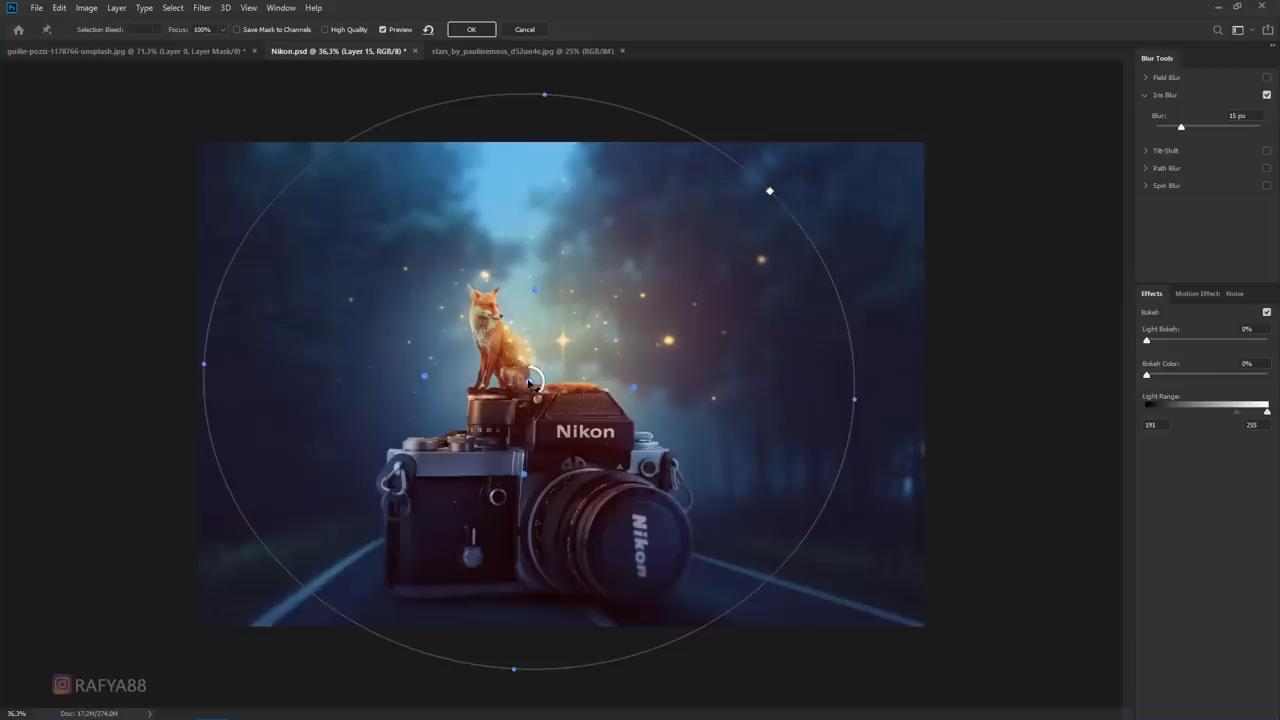 Ps File Edit Image Layer Type Select Filter 3D View Window Help
Selection Bleed: Focus: 100% Save Mask to Channels High Quality Preview OK Cancel
guille-pozzi-1178766-unsplash.jpg @ 71,3% (Layer 0, Layer Mask/8) * × Nikon.psd @ 36,3% (Layer 15, RGB/8) * × stars_by_paulinemoss_d52un4e.jpg @ 25% (RGB/8#) ×
Blur Tools
Field Blur
Iris Blur
Blur: 15 px
Tilt-Shift
Path Blur
Spin Blur
Effects Motion Effect: Noise
Bokeh
Light Bokeh: 0%
Bokeh Color: 0%
Light Range:
191 255
Nikon
Nikon
RAFYA88
36,3% Doc: 17,2M/274,0M